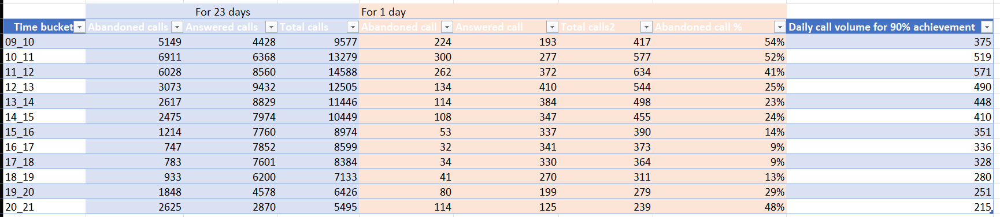 For 23 days For 1 day
Time bucket Abandoned calls Answered calls Total calls Abandoned call Answered call Total calls2 Abandoned call % Daily call volume for 90% achievement
09_10 5149 4428 9577 224 193 417 54% 375
10_11 6911 6368 13279 300 277 577 52% 519
11_12 6028 8560 14588 262 372 634 41% 571
12_13 3073 9432 12505 134 410 544 25% 490
13_14 2617 8829 11446 114 384 498 23% 448
14_15 2475 7974 10449 108 347 455 24% 410
15_16 1214 7760 8974 53 337 390 14% 351
16_17 747 7852 8599 32 341 373 9% 336
17_18 783 7601 8384 34 330 364 9% 328
18_19 933 6200 7133 41 270 311 13% 280
19_20 1848 4578 6426 80 199 279 29% 251
20_21 2625 2870 5495 114 125 239 48% 215